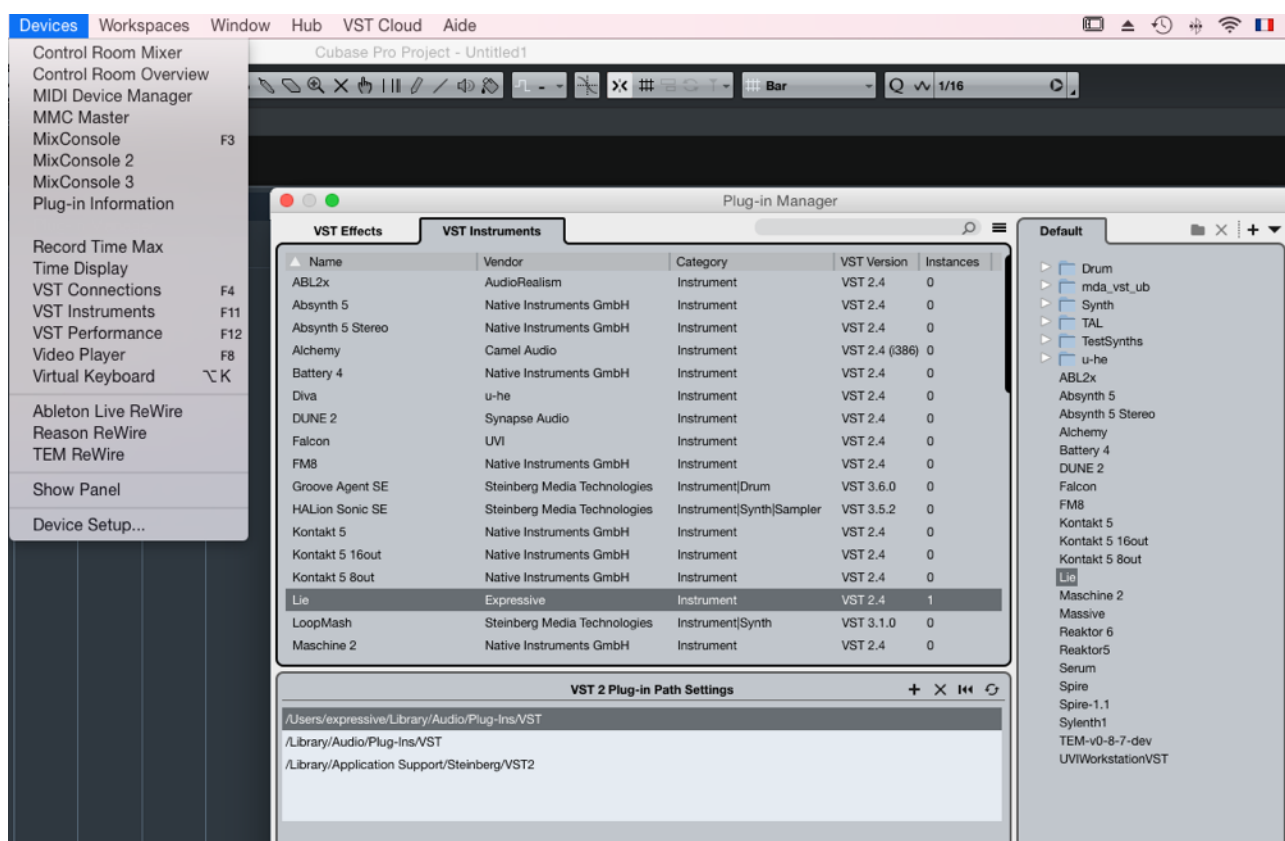 Devices Workspaces Window Hub VST Cloud Aide
Cubase Pro Project - Untitled1
Control Room Mixer
Control Room Overview
MIDI Device Manager
MMC Master
MixConsole F3
MixConsole 2
MixConsole 3
Plug-in Information
Record Time Max
Time Display
VST Connections F4
VST Instruments F11
VST Performance F12
Video Player F8
Virtual Keyboard ⌥K
Ableton Live ReWire
Reason ReWire
TEM ReWire
Show Panel
Device Setup...
Bar Q 1/16
Plug-in Manager
VST Effects VST Instruments
Name Vendor Category VST Version Instances
ABL2x AudioRealism Instrument VST 2.4 0
Absynth 5 Native Instruments GmbH Instrument VST 2.4 0
Absynth 5 Stereo Native Instruments GmbH Instrument VST 2.4 0
Alchemy Camel Audio Instrument VST 2.4 (i386) 0
Battery 4 Native Instruments GmbH Instrument VST 2.4 0
Diva u-he Instrument VST 2.4 0
DUNE 2 Synapse Audio Instrument VST 2.4 0
Falcon UVI Instrument VST 2.4 0
FM8 Native Instruments GmbH Instrument VST 2.4 0
Groove Agent SE Steinberg Media Technologies Instrument|Drum VST 3.6.0 0
HALion Sonic SE Steinberg Media Technologies Instrument|Synth|Sampler VST 3.5.2 0
Kontakt 5 Native Instruments GmbH Instrument VST 2.4 0
Kontakt 5 16out Native Instruments GmbH Instrument VST 2.4 0
Kontakt 5 8out Native Instruments GmbH Instrument VST 2.4 0
Lie Expressive Instrument VST 2.4 1
LoopMash Steinberg Media Technologies Instrument|Synth VST 3.1.0 0
Maschine 2 Native Instruments GmbH Instrument VST 2.4 0
VST 2 Plug-in Path Settings
/Users/expressive/Library/Audio/Plug-Ins/VST
/Library/Audio/Plug-Ins/VST
/Library/Application Support/Steinberg/VST2
Default
Drum
mda_vst_ub
Synth
TAL
TestSynths
u-he
ABL2x
Absynth 5
Absynth 5 Stereo
Alchemy
Battery 4
DUNE 2
Falcon
FM8
Kontakt 5
Kontakt 5 16out
Kontakt 5 8out
Lie
Maschine 2
Massive
Reaktor 6
Reaktor5
Serum
Spire
Spire-1.1
Sylenth1
TEM-v0-8-7-dev
UVIWorkstationVST